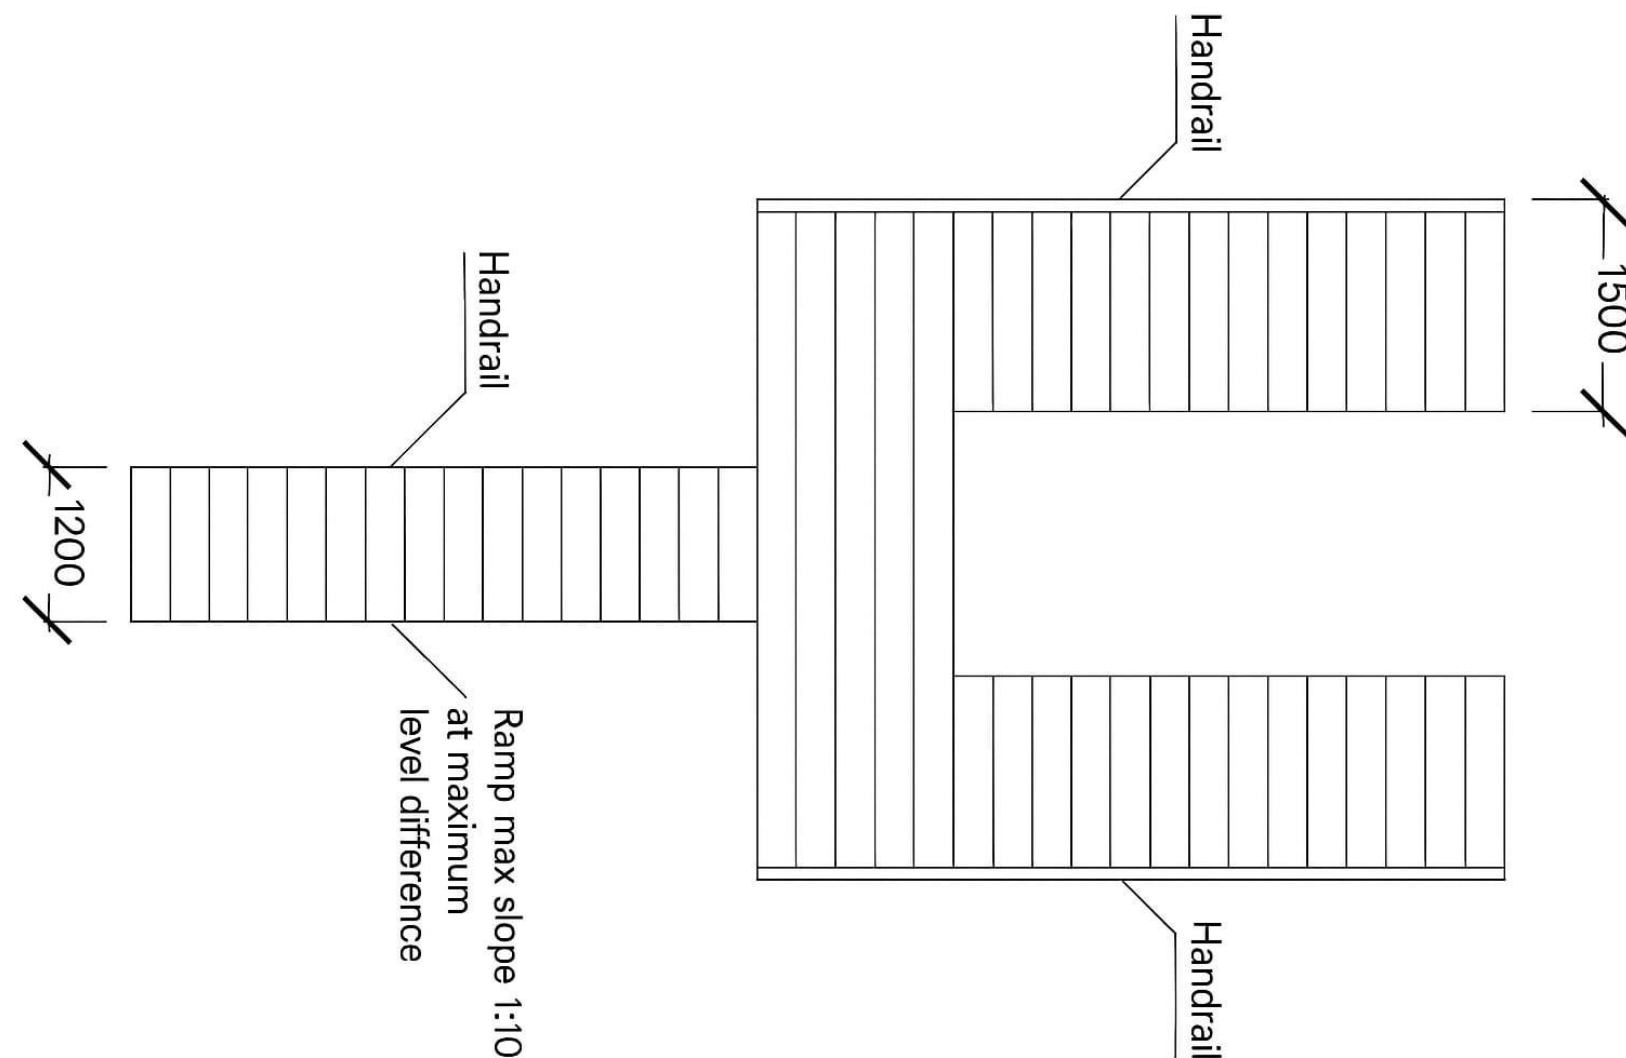 Handrail
1500
Handrail
1200
Ramp max slope 1:10
at maximum
level difference
Handrail